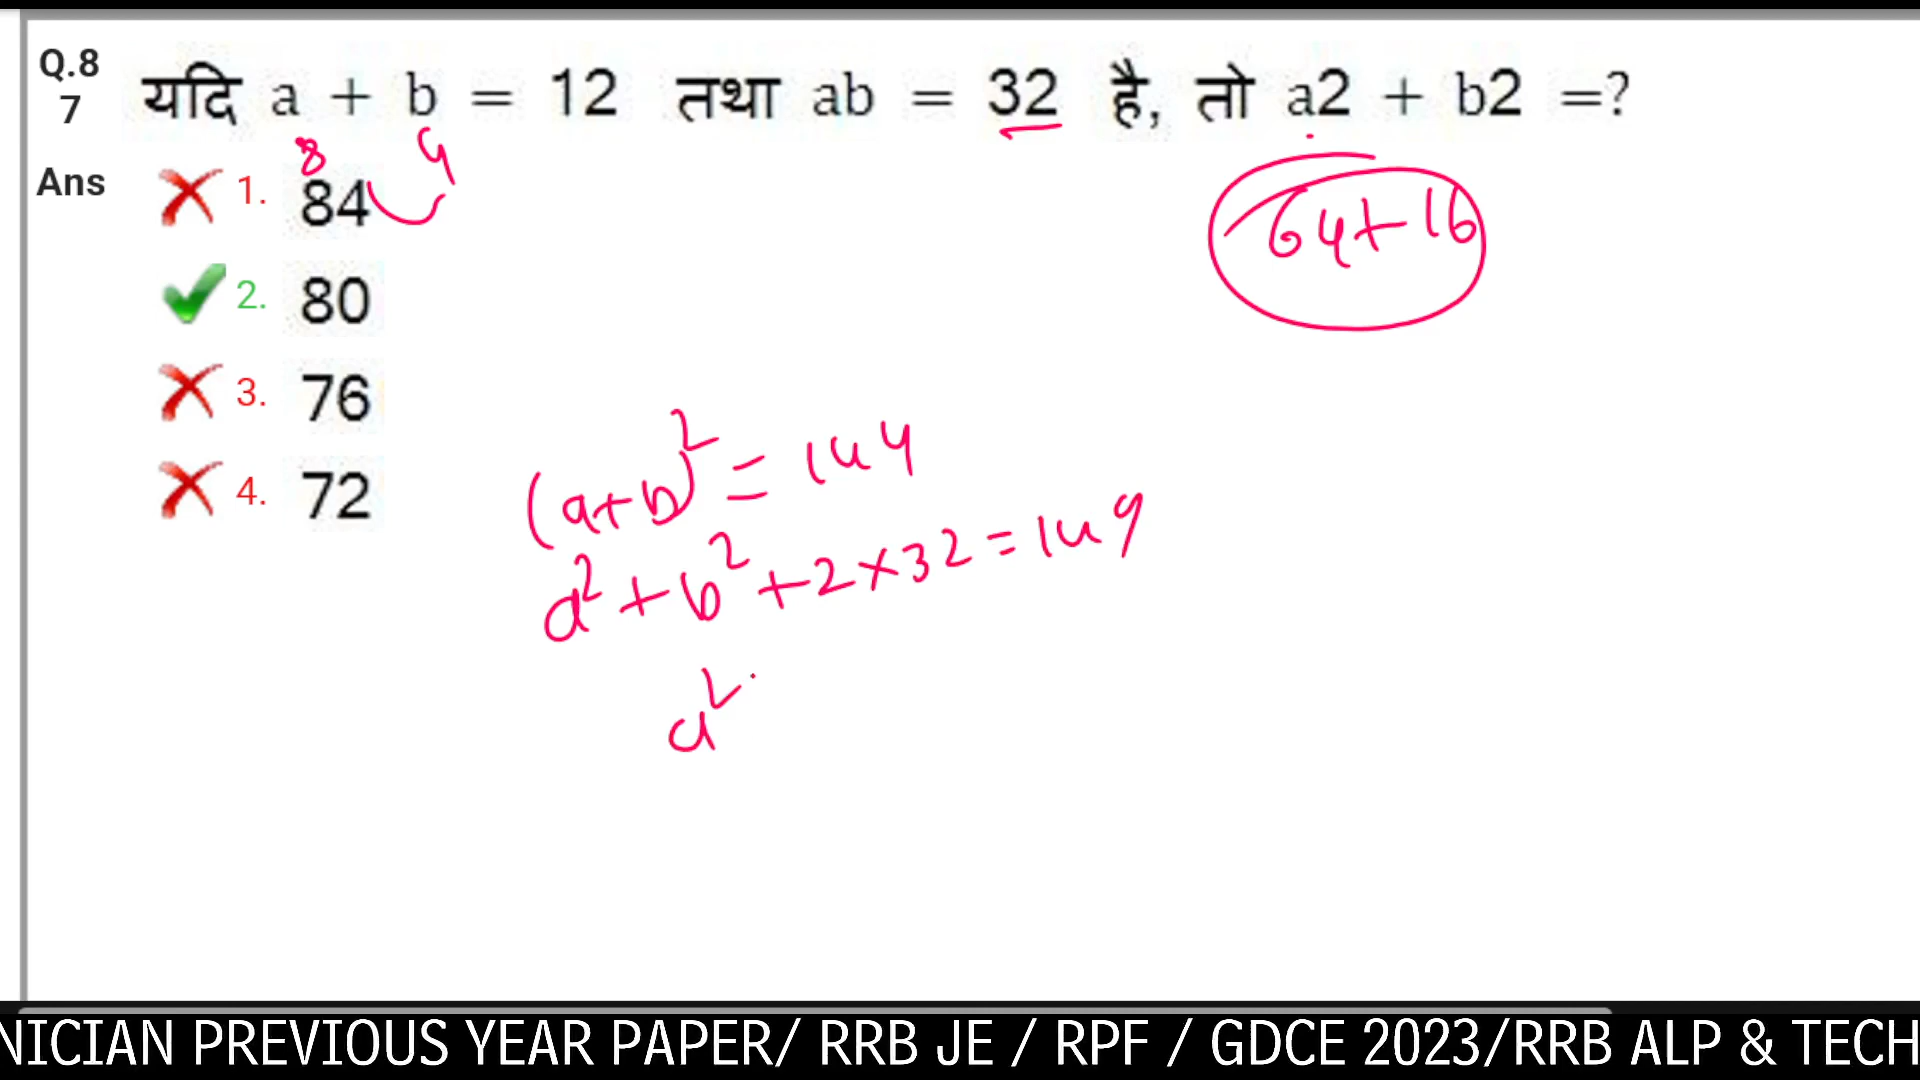 Q.8
7
यदि a + b = 12 तथा ab = 32 है, तो a2 + b2 =?
8 4
Ans
1. 84
64+16
2. 80
3. 76
4. 72
(a+b)² = 144
a² + b² + 2×32 = 144
a²
NICIAN PREVIOUS YEAR PAPER/ RRB JE / RPF / GDCE 2023/RRB ALP & TECH